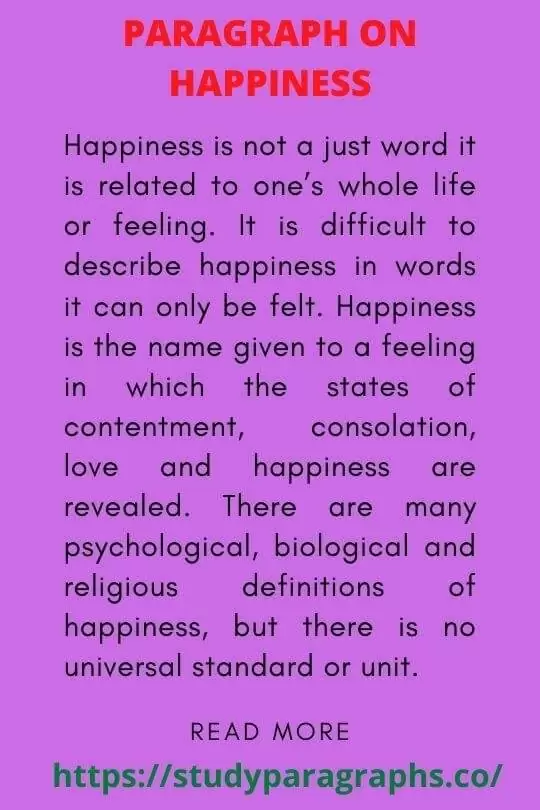 PARAGRAPH ON
HAPPINESS
Happiness is not a just word it
is related to one’s whole life
or feeling. It is difficult to
describe happiness in words
it can only be felt. Happiness
is the name given to a feeling
in which the states of
contentment, consolation,
love and happiness are
revealed. There are many
psychological, biological and
religious definitions of
happiness, but there is no
universal standard or unit.
READ MORE
https://studyparagraphs.co/